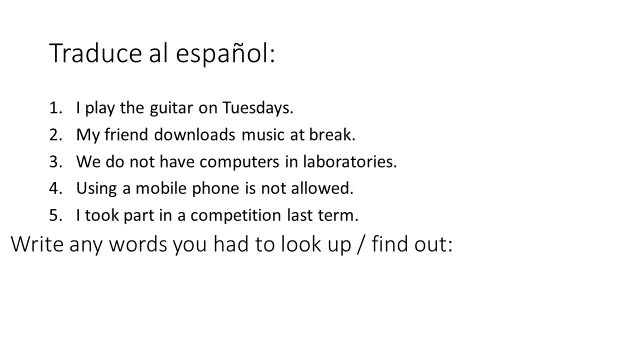 Traduce al español:
1. I play the guitar on Tuesdays.
2. My friend downloads music at break.
3. We do not have computers in laboratories.
4. Using a mobile phone is not allowed.
5. I took part in a competition last term.
Write any words you had to look up / find out: